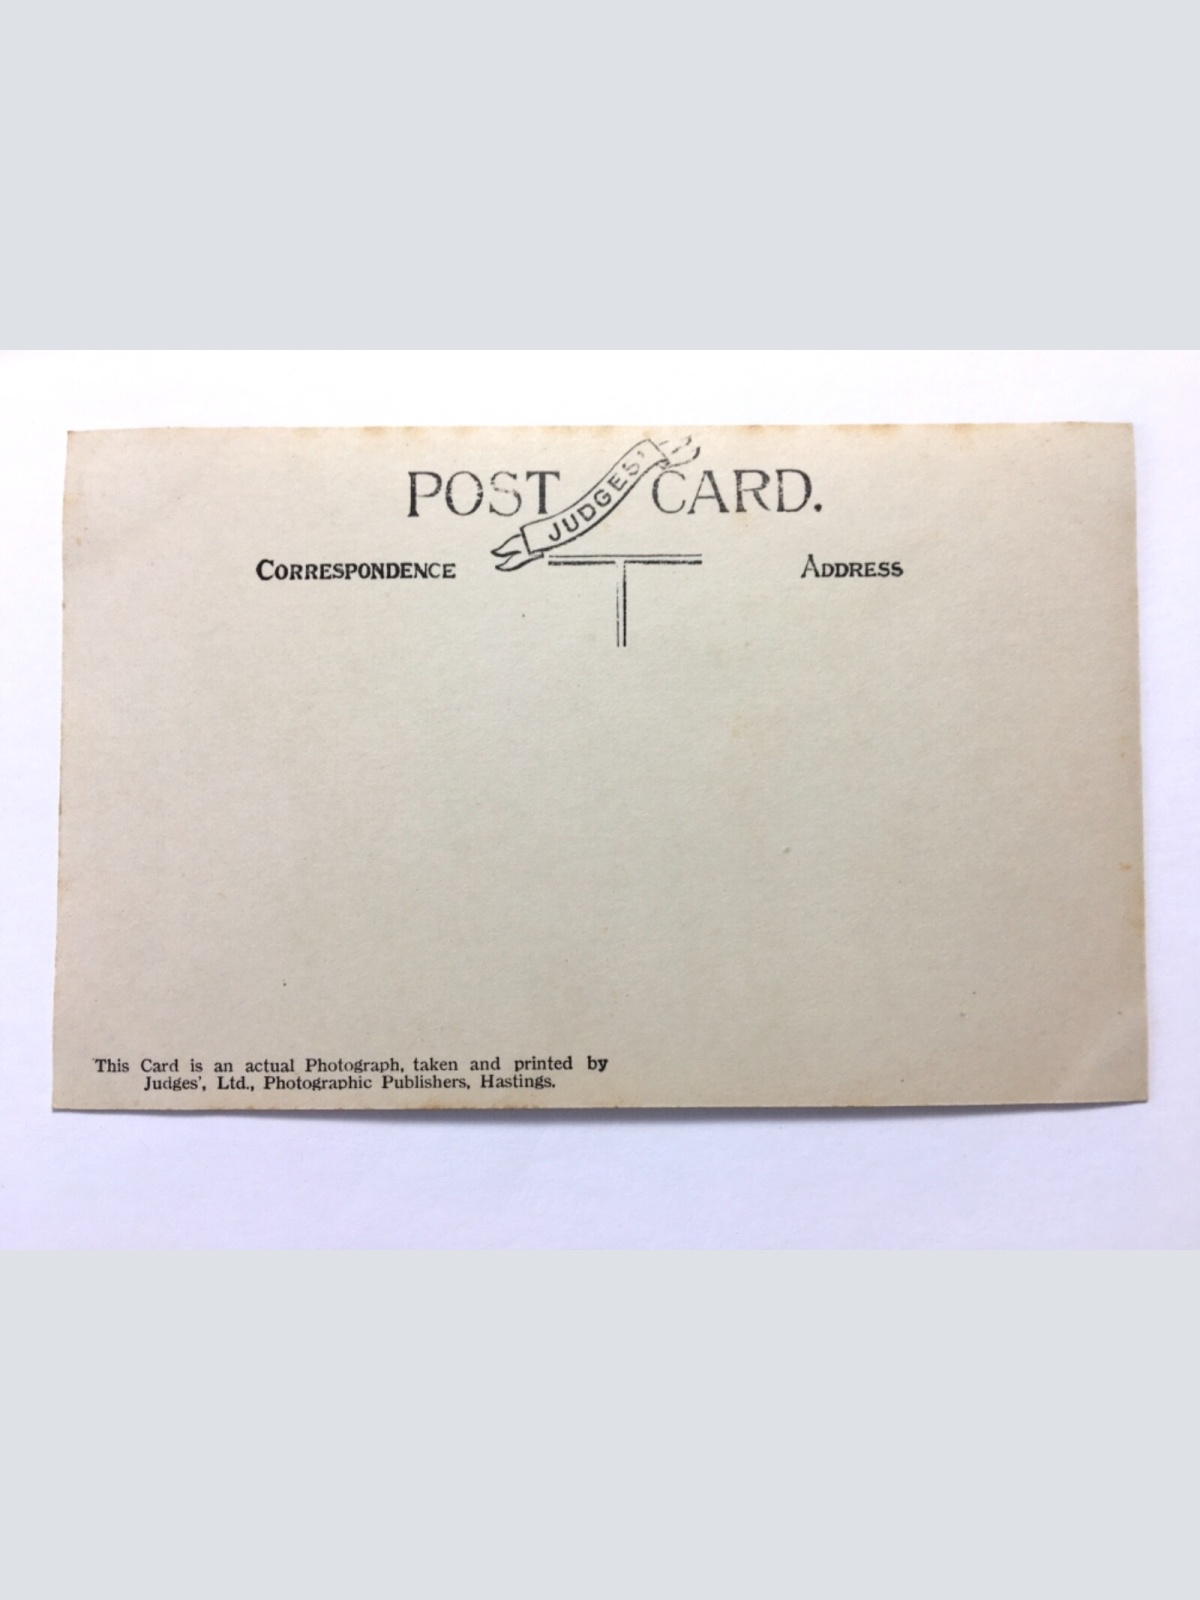 POST JUDGES' CARD.
CORRESPONDENCE ADDRESS
This Card is an actual Photograph, taken and printed by
Judges', Ltd., Photographic Publishers, Hastings.